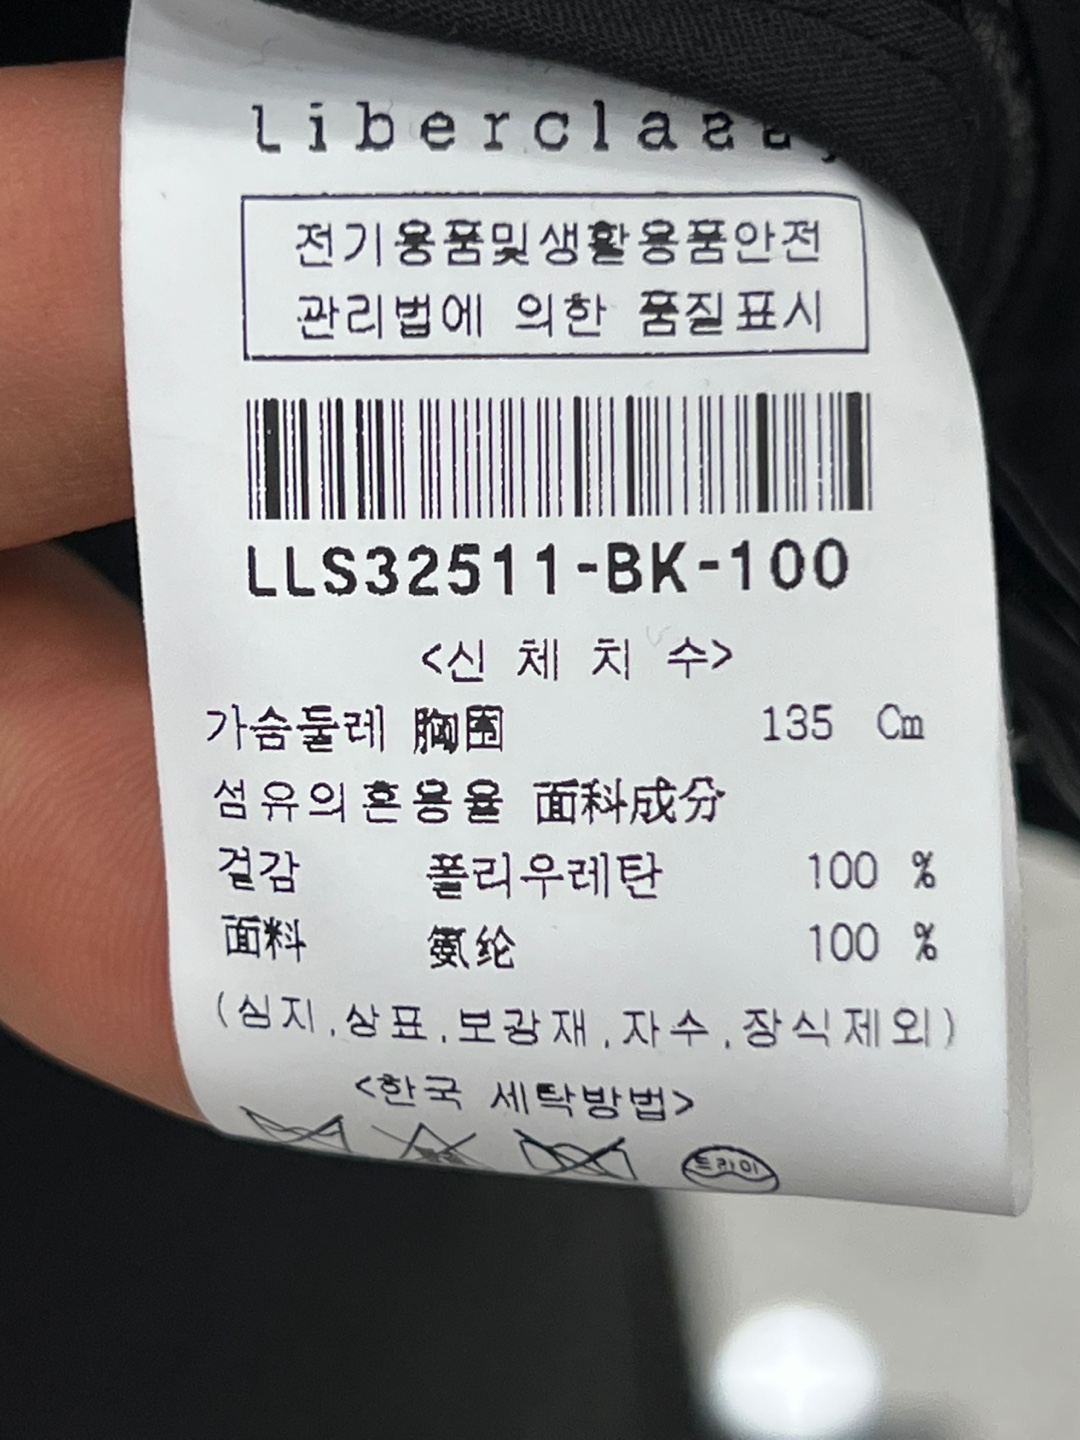 전기용품및생활용품안전
관리법에 의한 품질표시
LLS32511-BK-100
<신 체 치 수>
가슴둘레 胸围 135 Cm
섬유의혼용율 面料成分
겉감 폴리우레탄 100 %
面料 氨纶 100 %
(심지,상표,보강재,자수,장식제외)
<한국 세탁방법>
드라이